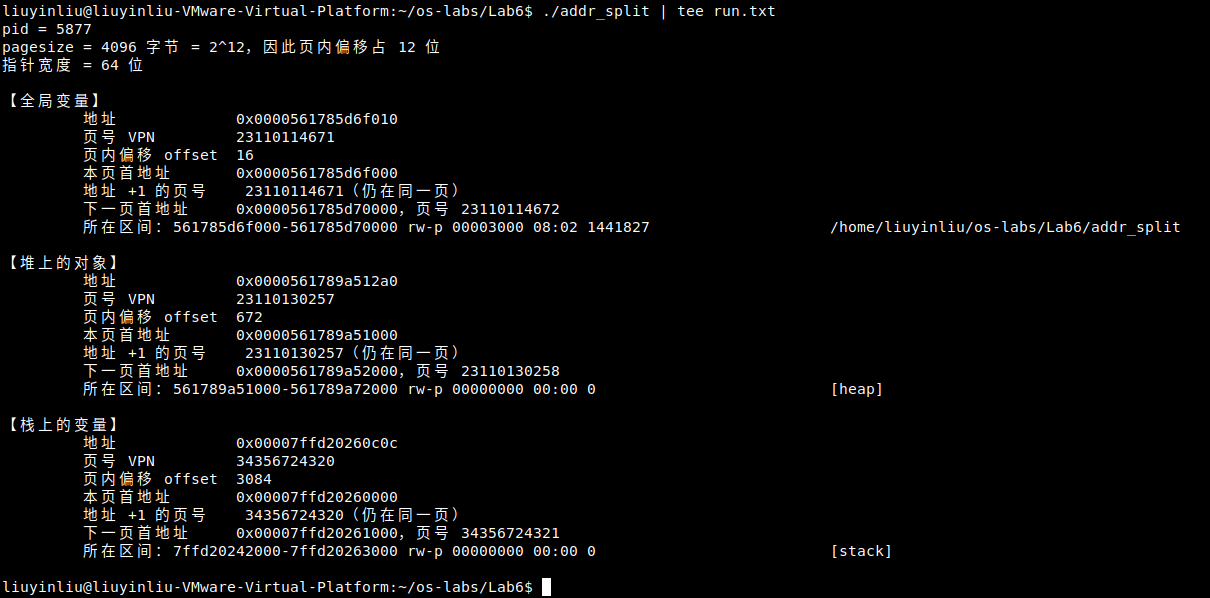 liuyinliu@liuyinliu-VMware-Virtual-Platform:~/os-labs/Lab6$ ./addr_split | tee run.txt
pid = 5877
pagesize = 4096 字节 = 2^12，因此页内偏移占 12 位
指针宽度 = 64 位
【全局变量】
地址 0x0000561785d6f010
页号 VPN 23110114671
页内偏移 offset 16
本页首地址 0x0000561785d6f000
地址 +1 的页号 23110114671（仍在同一页）
下一页首地址 0x0000561785d70000，页号 23110114672
所在区间：561785d6f000-561785d70000 rw-p 00003000 08:02 1441827 /home/liuyinliu/os-labs/Lab6/addr_split
【堆上的对象】
地址 0x0000561789a512a0
页号 VPN 23110130257
页内偏移 offset 672
本页首地址 0x0000561789a51000
地址 +1 的页号 23110130257（仍在同一页）
下一页首地址 0x0000561789a52000，页号 23110130258
所在区间：561789a51000-561789a72000 rw-p 00000000 00:00 0 [heap]
【栈上的变量】
地址 0x00007ffd20260c0c
页号 VPN 34356724320
页内偏移 offset 3084
本页首地址 0x00007ffd20260000
地址 +1 的页号 34356724320（仍在同一页）
下一页首地址 0x00007ffd20261000，页号 34356724321
所在区间：7ffd20242000-7ffd20263000 rw-p 00000000 00:00 0 [stack]
liuyinliu@liuyinliu-VMware-Virtual-Platform:~/os-labs/Lab6$